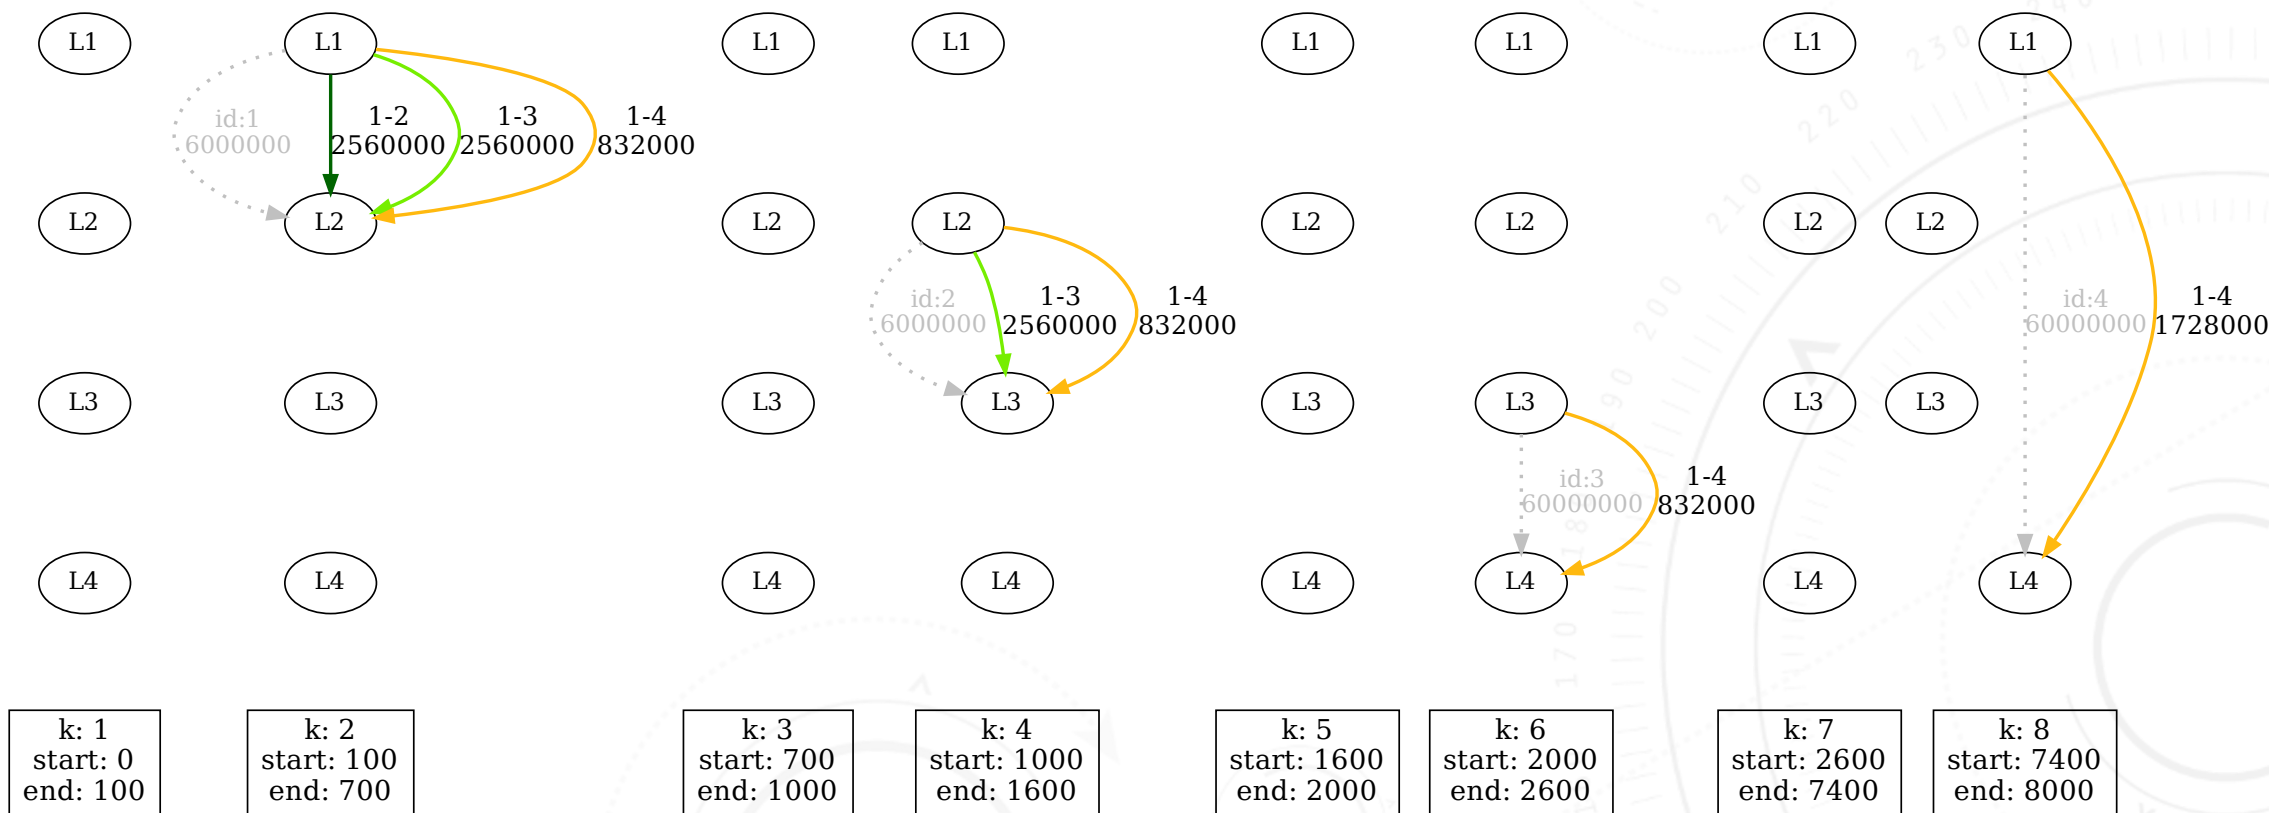 L1
L1
L1
L1
L1
L1
L1
L1
id:1
6000000
1-2
2560000
1-3
2560000
1-4
832000
L2
L2
L2
L2
L2
L2
L2
L2
id:2
6000000
1-3
2560000
1-4
832000
id:4
60000000
1-4
1728000
L3
L3
L3
L3
L3
L3
L3
L3
id:3
60000000
1-4
832000
L4
L4
L4
L4
L4
L4
L4
L4
k: 1
start: 0
end: 100
k: 2
start: 100
end: 700
k: 3
start: 700
end: 1000
k: 4
start: 1000
end: 1600
k: 5
start: 1600
end: 2000
k: 6
start: 2000
end: 2600
k: 7
start: 2600
end: 7400
k: 8
start: 7400
end: 8000
230
220
210
200
170